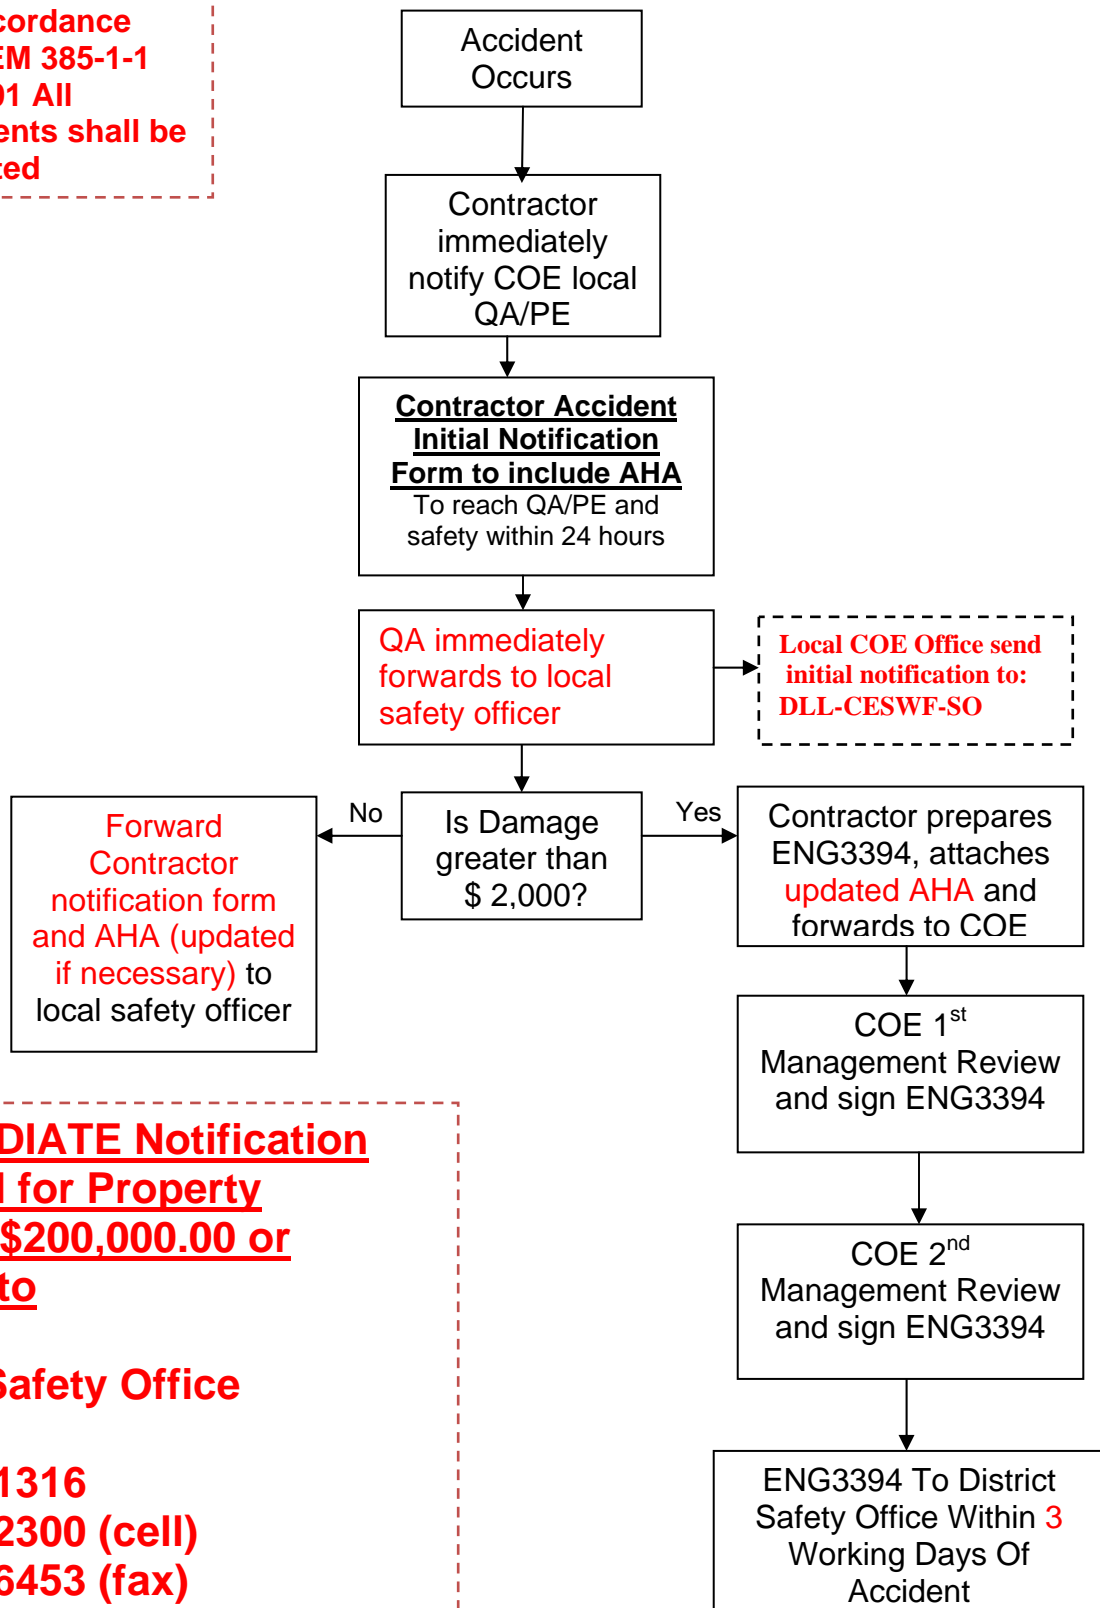 cordance
EM 385-1-1
01 All
ents shall be
ted
Accident
Occurs
Contractor
immediately
notify COE local
QA/PE
Contractor Accident
Initial Notification
Form to include AHA
To reach QA/PE and
safety within 24 hours
QA immediately
forwards to local
safety officer
Local COE Office send
initial notification to:
DLL-CESWF-SO
No
Is Damage
greater than
$ 2,000?
Yes
Forward
Contractor
notification form
and AHA (updated
if necessary) to
local safety officer
Contractor prepares
ENG3394, attaches
updated AHA and
forwards to COE
COE 1st
Management Review
and sign ENG3394
COE 2nd
Management Review
and sign ENG3394
ENG3394 To District
Safety Office Within 3
Working Days Of
Accident
DIATE Notification
for Property
$200,000.00 or
to
Safety Office
1316
2300 (cell)
6453 (fax)